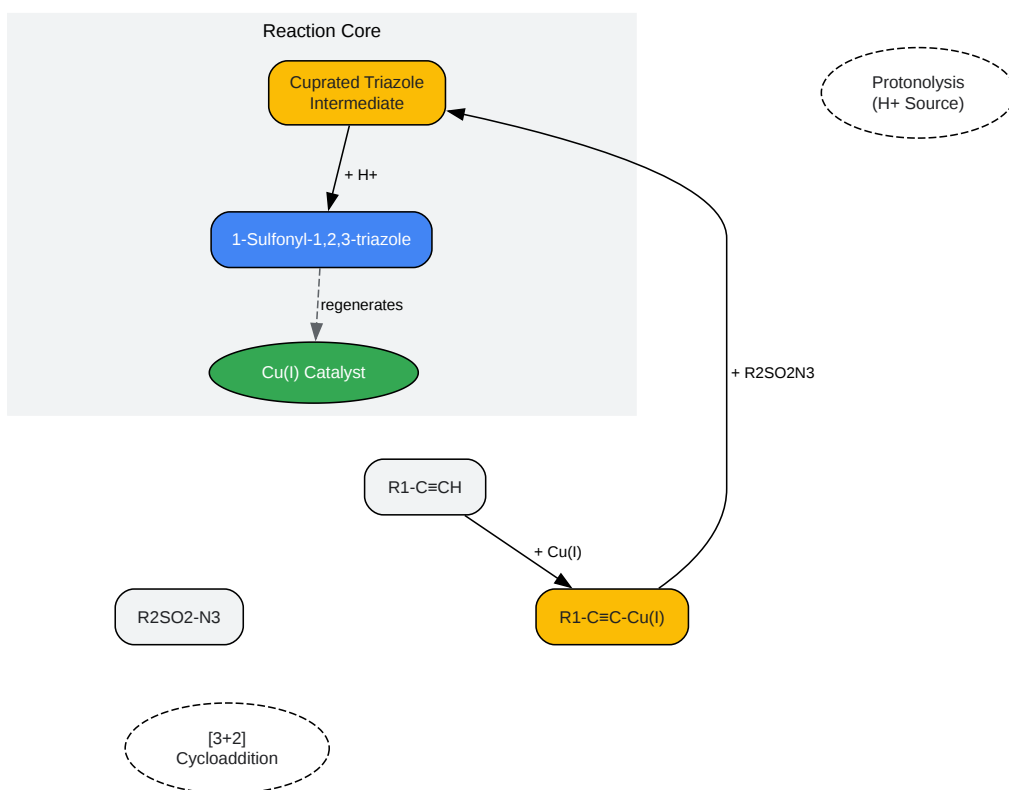 Reaction Core
Cuprated Triazole
Intermediate
Protonolysis
(H+ Source)
+ H+
1-Sulfonyl-1,2,3-triazole
regenerates
Cu(I) Catalyst
+ R2SO2N3
R1-C≡CH
+ Cu(I)
R2SO2-N3
R1-C≡C-Cu(I)
[3+2]
Cycloaddition